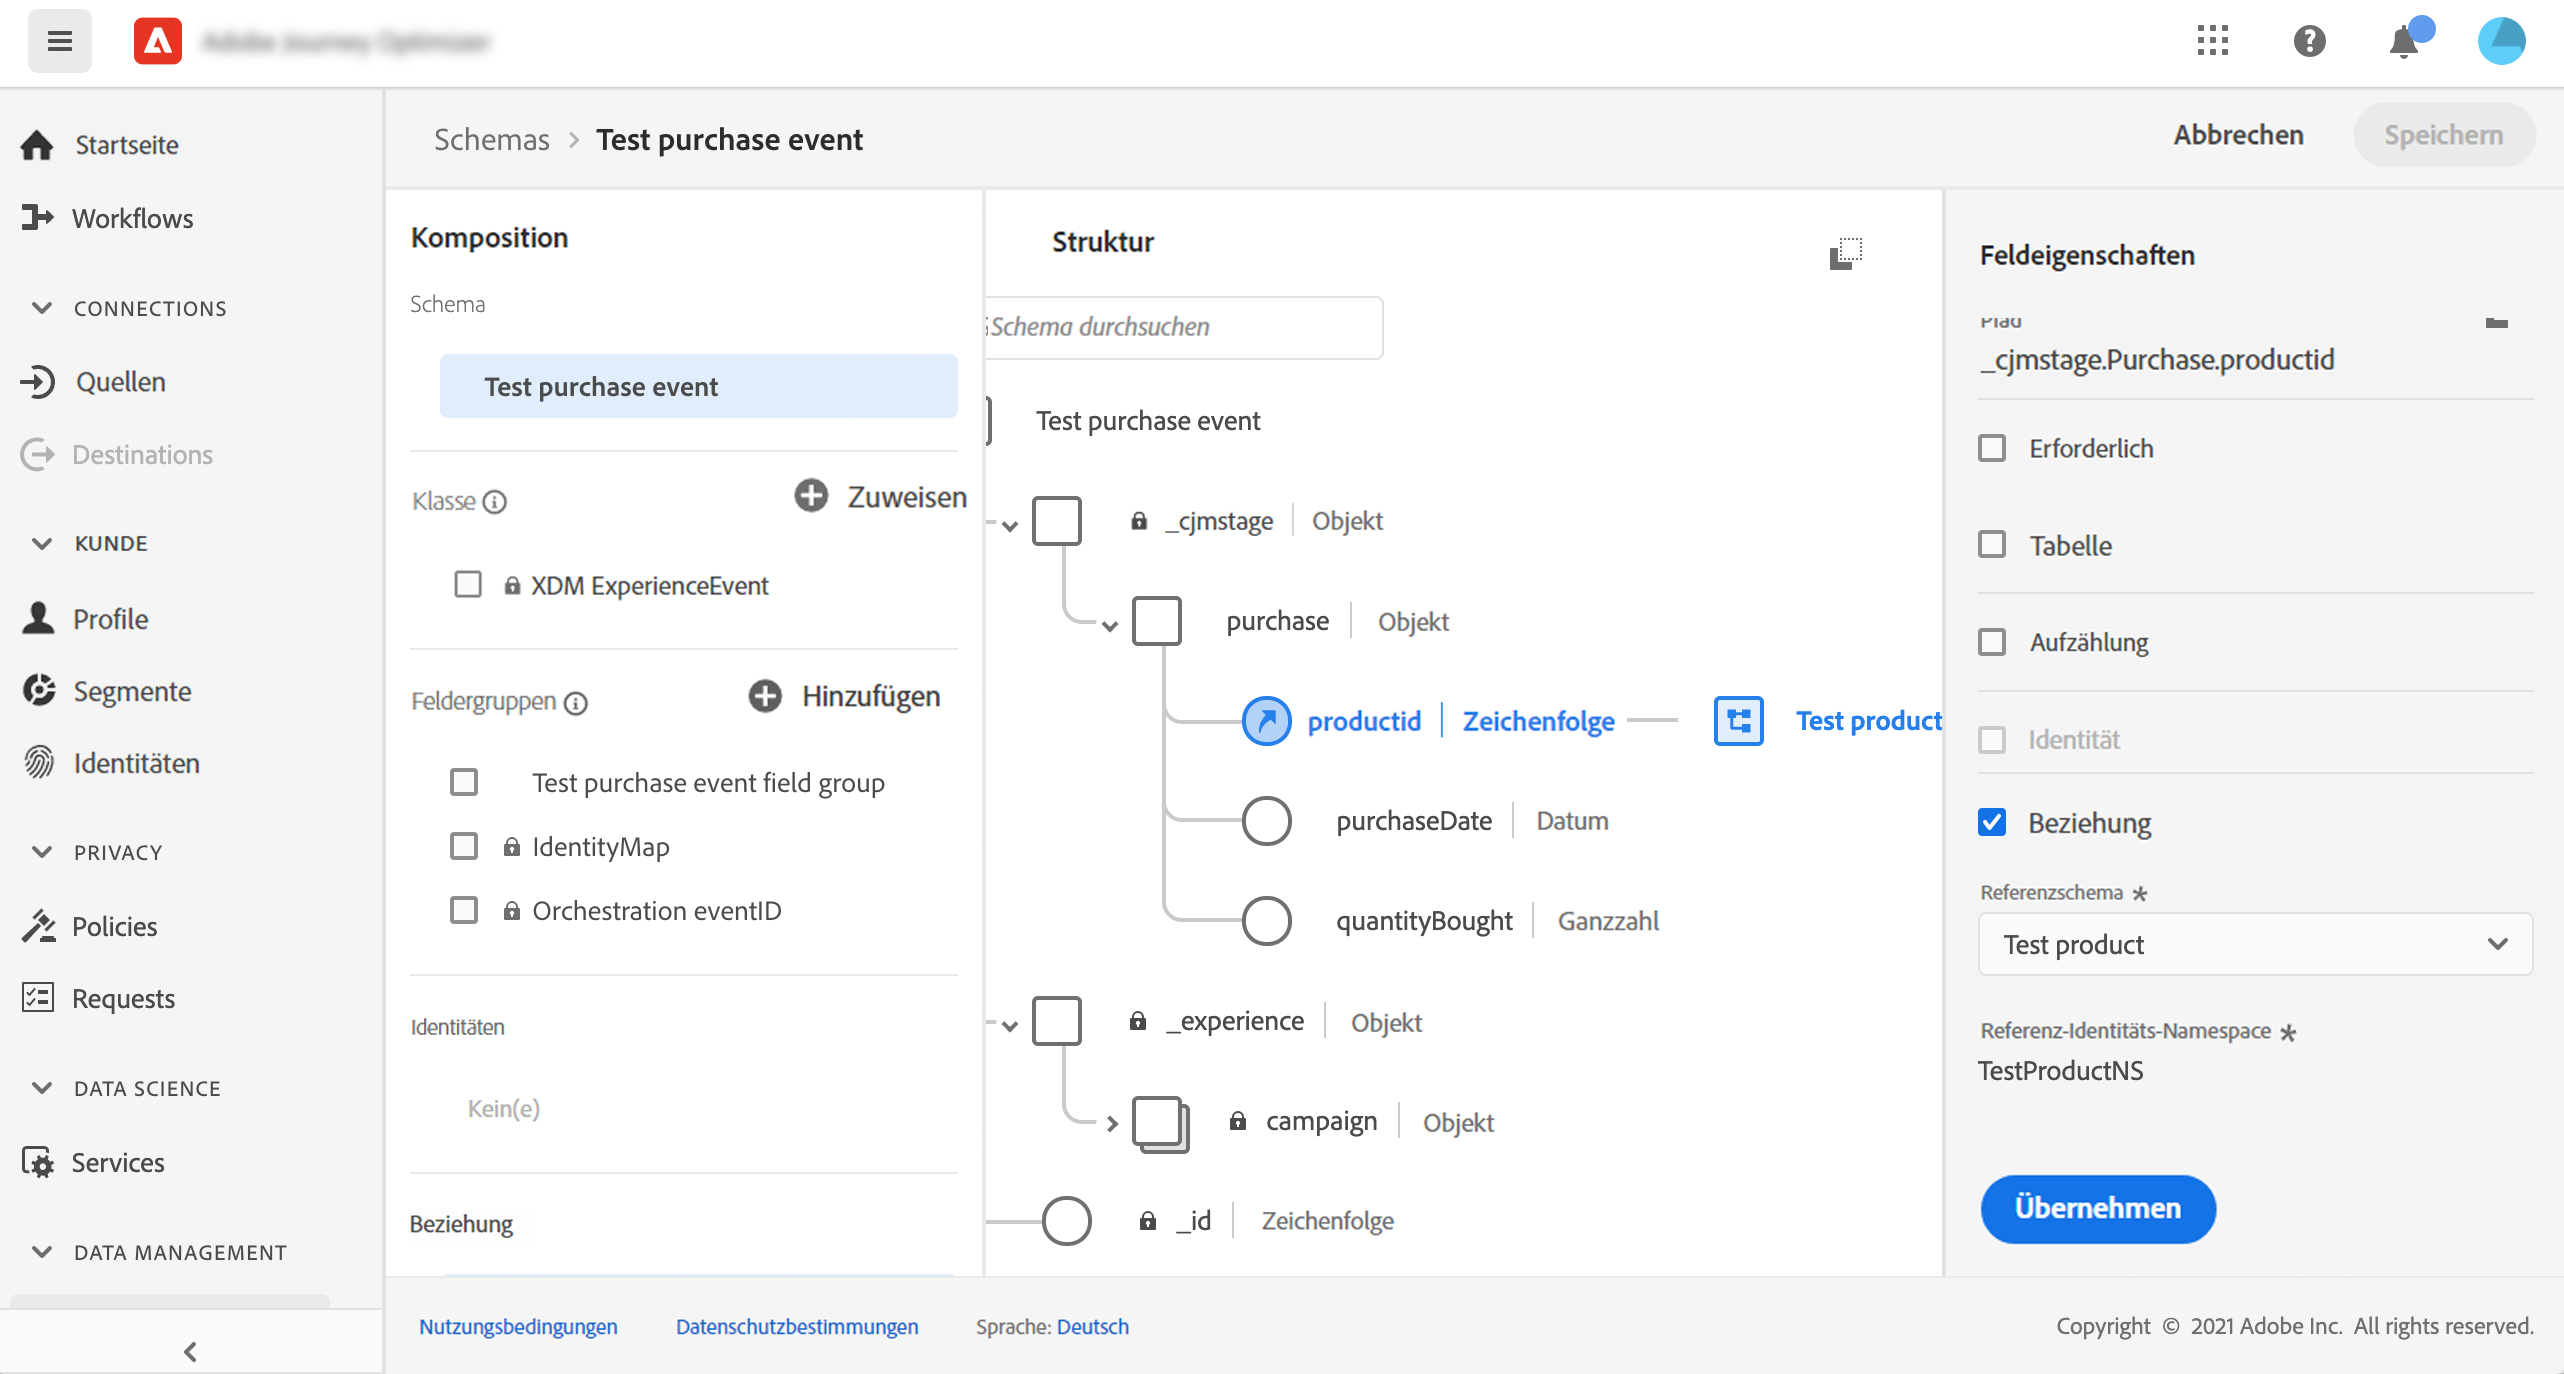 Startseite
Workflows
CONNECTIONS
Quellen
Destinations
KUNDE
Profile
Segmente
Identitäten
PRIVACY
Policies
Requests
DATA SCIENCE
Services
DATA MANAGEMENT
Schemas
Test purchase event
Abbrechen
Speichern
Komposition
Schema
Test purchase event
Klasse
Zuweisen
XDM ExperienceEvent
Feldergruppen
Hinzufügen
Test purchase event field group
IdentityMap
Orchestration eventID
Identitäten
Kein(e)
Beziehung
Struktur
Schema durchsuchen
Test purchase event
_cjmstage | Objekt
purchase | Objekt
productid | Zeichenfolge
Test product
purchaseDate | Datum
quantityBought | Ganzzahl
_experience | Objekt
campaign | Objekt
_id | Zeichenfolge
Feldeigenschaften
_cjmstage.Purchase.productid
Erforderlich
Tabelle
Aufzählung
Identität
Beziehung
Referenzschema *
Test product
Referenz-Identitäts-Namespace *
TestProductNS
Übernehmen
Nutzungsbedingungen
Datenschutzbestimmungen
Sprache: Deutsch
Copyright © 2021 Adobe Inc. All rights reserved.